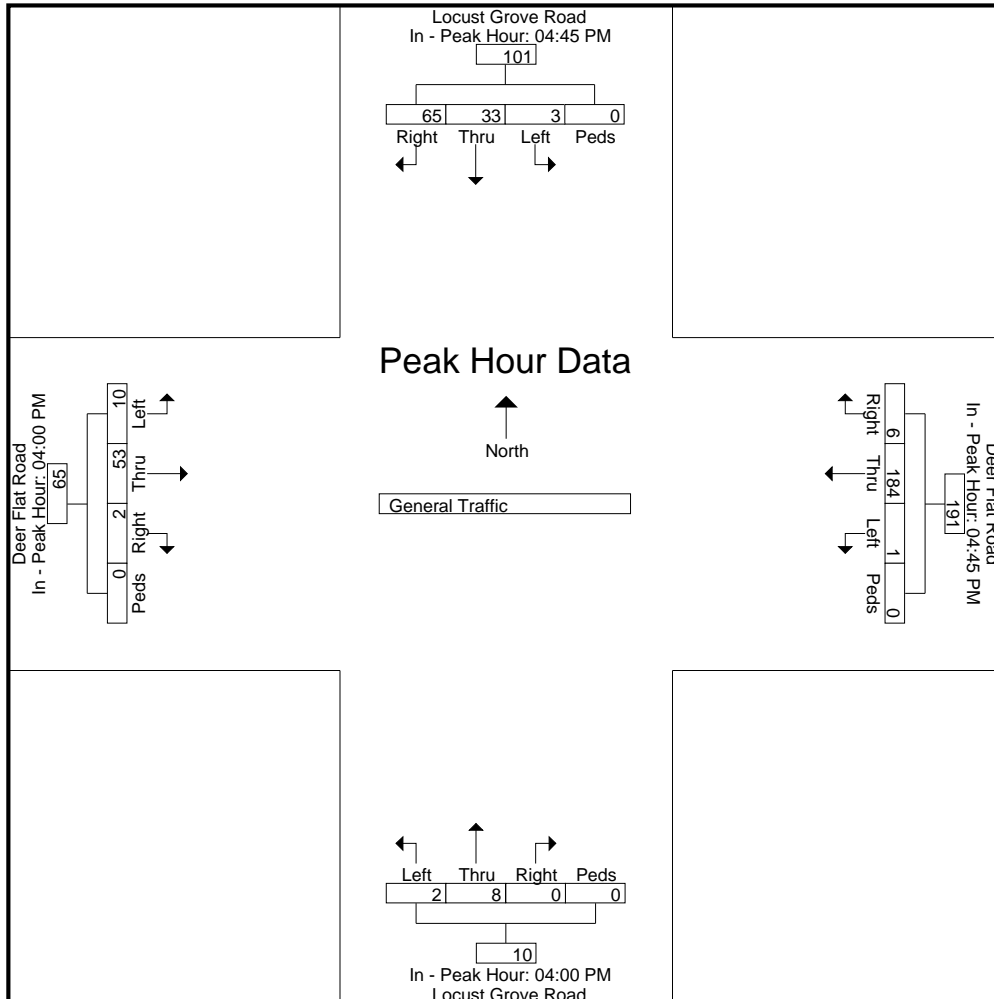 Locust Grove Road
In - Peak Hour: 04:45 PM
101
65 33 3 0
Right Thru Left Peds
Peak Hour Data
North
General Traffic
Deer Flat Road
In - Peak Hour: 04:00 PM
65
10 53 2 0
Left Thru Right Peds
Deer Flat Road
In - Peak Hour: 04:45 PM
191
6 184 1 0
Right Thru Left Peds
Left Thru Right Peds
2 8 0 0
10
In - Peak Hour: 04:00 PM
Locust Grove Road